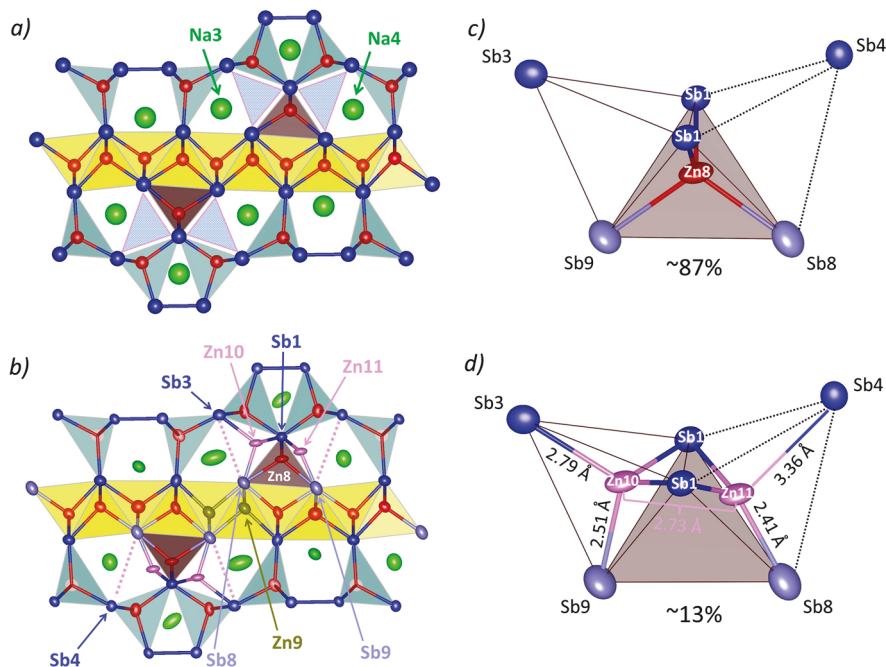 a)
Na3
Na4
b)
Zn10
Sb1
Zn11
Sb3
Zn8
Sb4
Sb8
Zn9
Sb9
c)
Sb3
Sb4
Sb1
Sb1
Zn8
Sb9
Sb8
~87%
d)
Sb3
Sb4
Sb1
2.79 Å
Zn10
Sb1
Zn11
3.36 Å
2.51 Å
2.73 Å
2.41 Å
Sb9
Sb8
~13%